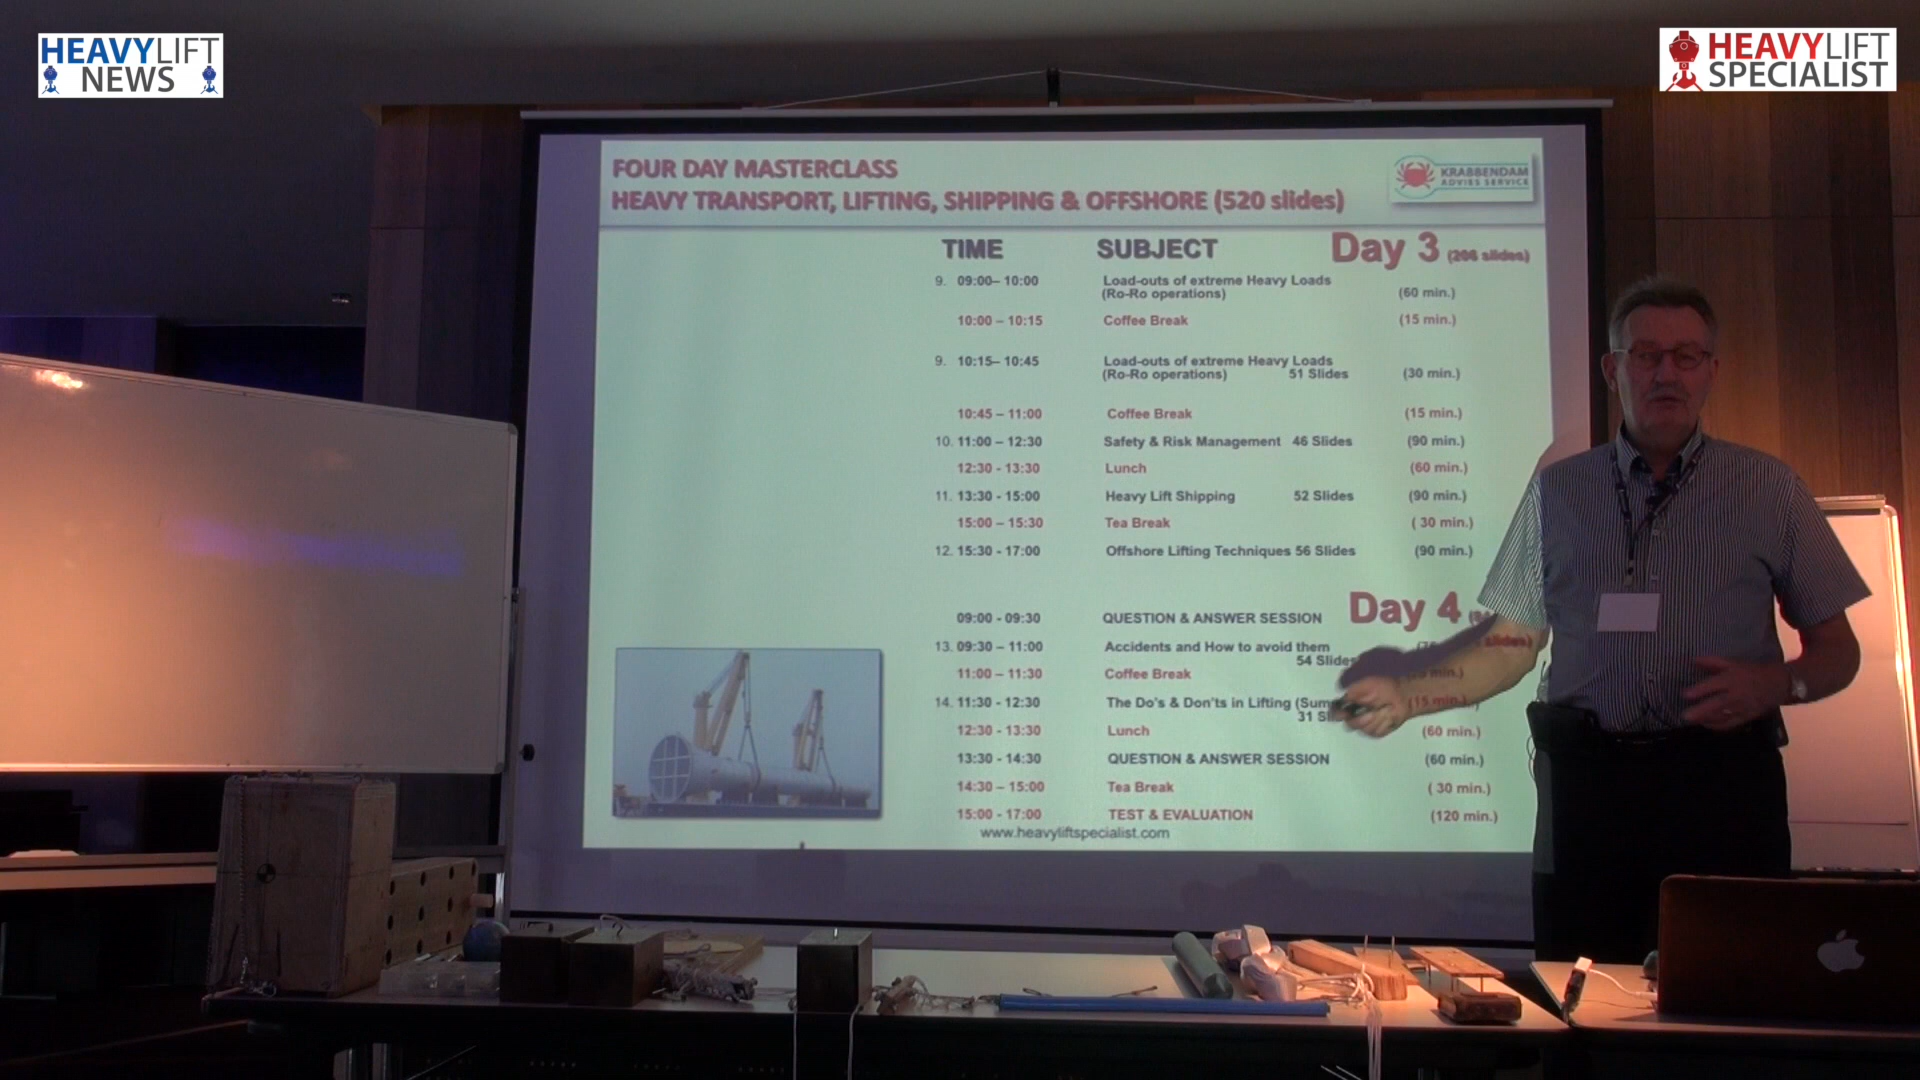 HEAVYLIFT
NEWS
HEAVYLIFT
SPECIALIST
FOUR DAY MASTERCLASS
HEAVY TRANSPORT, LIFTING, SHIPPING & OFFSHORE (520 slides)
KRABBENDAM
ADVIES SERVICE
TIME SUBJECT Day 3 (206 slides)
9. 09:00– 10:00 Load-outs of extreme Heavy Loads
(Ro-Ro operations) (60 min.)
10:00 – 10:15 Coffee Break (15 min.)
9. 10:15– 10:45 Load-outs of extreme Heavy Loads
(Ro-Ro operations) 51 Slides (30 min.)
10:45 – 11:00 Coffee Break (15 min.)
10. 11:00 – 12:30 Safety & Risk Management 46 Slides (90 min.)
12:30 - 13:30 Lunch (60 min.)
11. 13:30 - 15:00 Heavy Lift Shipping 52 Slides (90 min.)
15:00 – 15:30 Tea Break ( 30 min.)
12. 15:30 - 17:00 Offshore Lifting Techniques 56 Slides (90 min.)
09:00 - 09:30 QUESTION & ANSWER SESSION Day 4
slides)
13. 09:30 – 11:00 Accidents and How to avoid them
54 Slides
11:00 – 11:30 Coffee Break min.)
14. 11:30 - 12:30 The Do's & Don'ts in Lifting (15 min.)
31
12:30 - 13:30 Lunch (60 min.)
13:30 - 14:30 QUESTION & ANSWER SESSION (60 min.)
14:30 – 15:00 Tea Break ( 30 min.)
15:00 - 17:00 TEST & EVALUATION (120 min.)
www.heavyliftspecialist.com